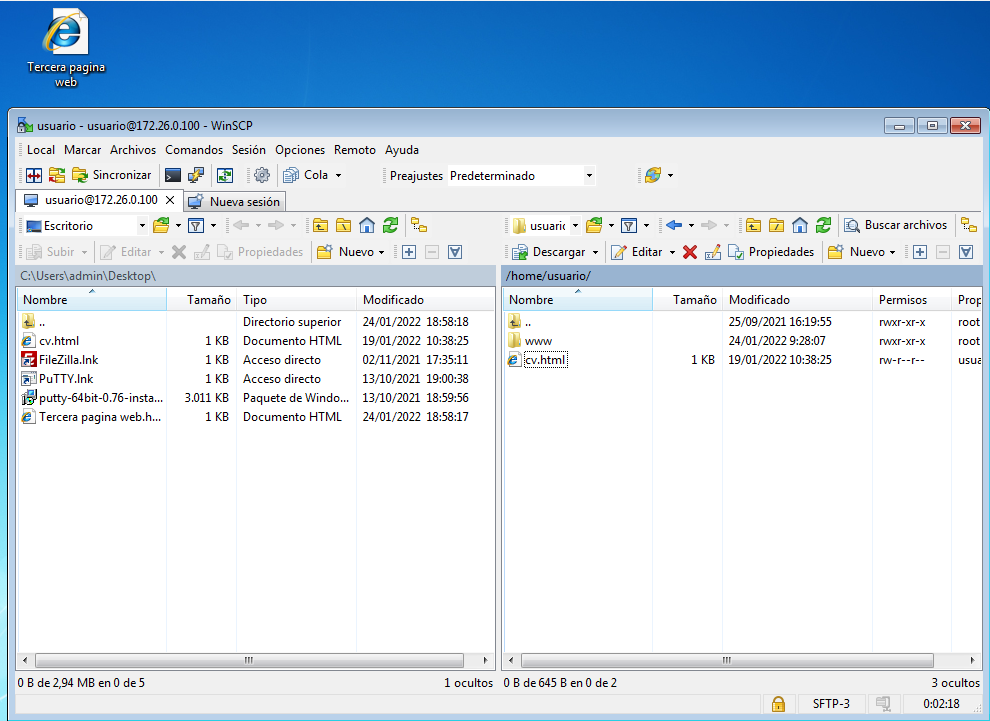 Tercera pagina
web
usuario - usuario@172.26.0.100 - WinSCP
Local Marcar Archivos Comandos Sesión Opciones Remoto Ayuda
Sincronizar Cola Preajustes Predeterminado
usuario@172.26.0.100 Nueva sesión
Escritorio
Subir Editar Propiedades Nuevo
C:\Users\admin\Desktop\
Nombre Tamaño Tipo Modificado
.. Directorio superior 24/01/2022 18:58:18
cv.html 1 KB Documento HTML 19/01/2022 10:38:25
FileZilla.lnk 1 KB Acceso directo 02/11/2021 17:35:11
PuTTY.lnk 1 KB Acceso directo 13/10/2021 19:00:38
putty-64bit-0.76-insta... 3.011 KB Paquete de Windo... 13/10/2021 18:59:56
Tercera pagina web.h... 1 KB Documento HTML 24/01/2022 18:58:17
0 B de 2,94 MB en 0 de 5 1 ocultos
usuario Buscar archivos
Descargar Editar Propiedades Nuevo
/home/usuario/
Nombre Tamaño Modificado Permisos Prop
.. 25/09/2021 16:19:55 rwxr-xr-x root
www 24/01/2022 9:28:07 rwxr-xr-x root
cv.html 1 KB 19/01/2022 10:38:25 rw-r--r-- usua
0 B de 645 B en 0 de 2 3 ocultos
SFTP-3 0:02:18